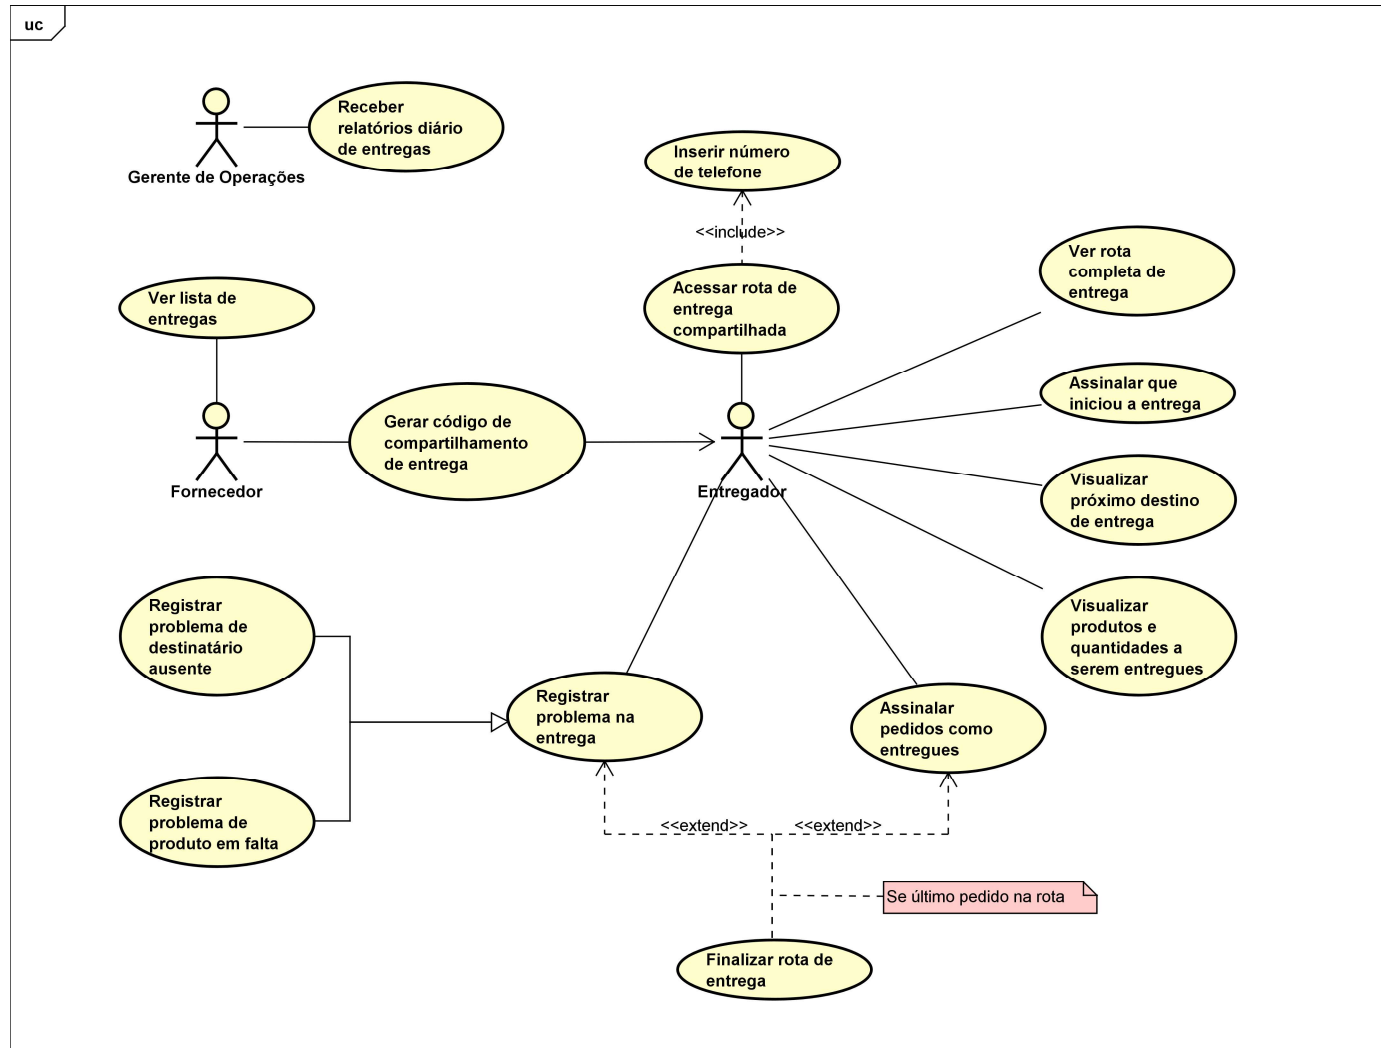 uc
Receber
relatórios diário
de entregas
Gerente de Operações
Inserir número
de telefone
<<include>>
Acessar rota de
entrega
compartilhada
Ver rota
completa de
entrega
Ver lista de
entregas
Assinalar que
iniciou a entrega
Gerar código de
compartilhamento
de entrega
Fornecedor
Entregador
Visualizar
próximo destino
de entrega
Visualizar
produtos e
quantidades a
serem entregues
Registrar
problema de
destinatário
ausente
Registrar
problema na
entrega
Assinalar
pedidos como
entregues
Registrar
problema de
produto em falta
<<extend>>
<<extend>>
Se último pedido na rota
Finalizar rota de
entrega